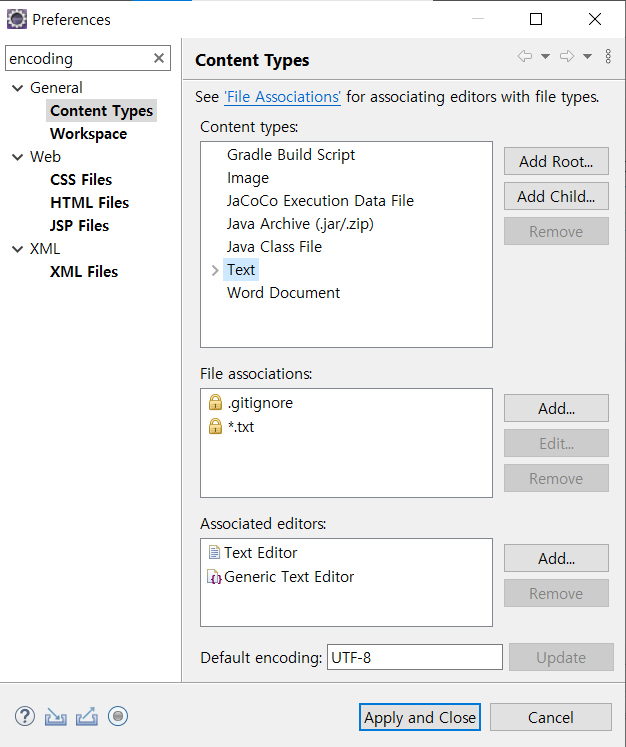 Preferences
encoding
General
Content Types
Workspace
Web
CSS Files
HTML Files
JSP Files
XML
XML Files
Content Types
See 'File Associations' for associating editors with file types.
Content types:
Gradle Build Script
Image
JaCoCo Execution Data File
Java Archive (.jar/.zip)
Java Class File
Text
Word Document
Add Root...
Add Child...
Remove
File associations:
.gitignore
*.txt
Add...
Edit...
Remove
Associated editors:
Text Editor
Generic Text Editor
Add...
Remove
Default encoding: UTF-8 Update
Apply and Close Cancel